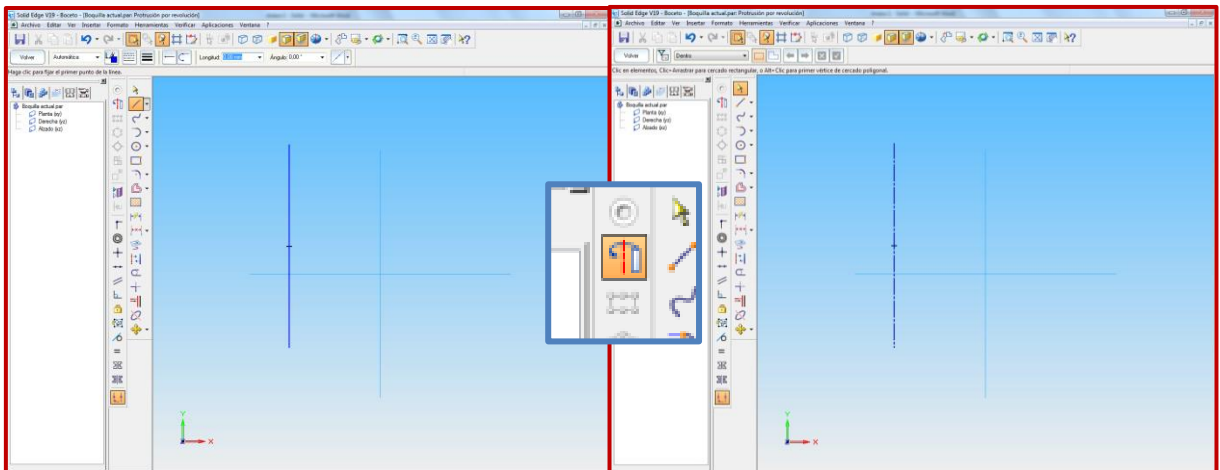 Solid Edge V19 - Boceto - [Boquilla actual.par: Protrusión por revolución]
Archivo Editar Ver Insertar Formato Herramientas Verificar Aplicaciones Ventana ?
Volver Automática Longitud: Ángulo: 0,00 °
Haga clic para fijar el primer punto de la línea.
Boquilla actual.par
Planta (xy)
Derecha (yz)
Alzado (xz)
Y
X
Solid Edge V19 - Boceto - [Boquilla actual.par: Protrusión por revolución]
Archivo Editar Ver Insertar Formato Herramientas Verificar Aplicaciones Ventana ?
Volver Dentro
Clic en elementos, Clic+Arrastrar para cercado rectangular, o Alt+Clic para primer vértice de cercado poligonal.
Boquilla actual.par
Planta (xy)
Derecha (yz)
Alzado (xz)
Y
X